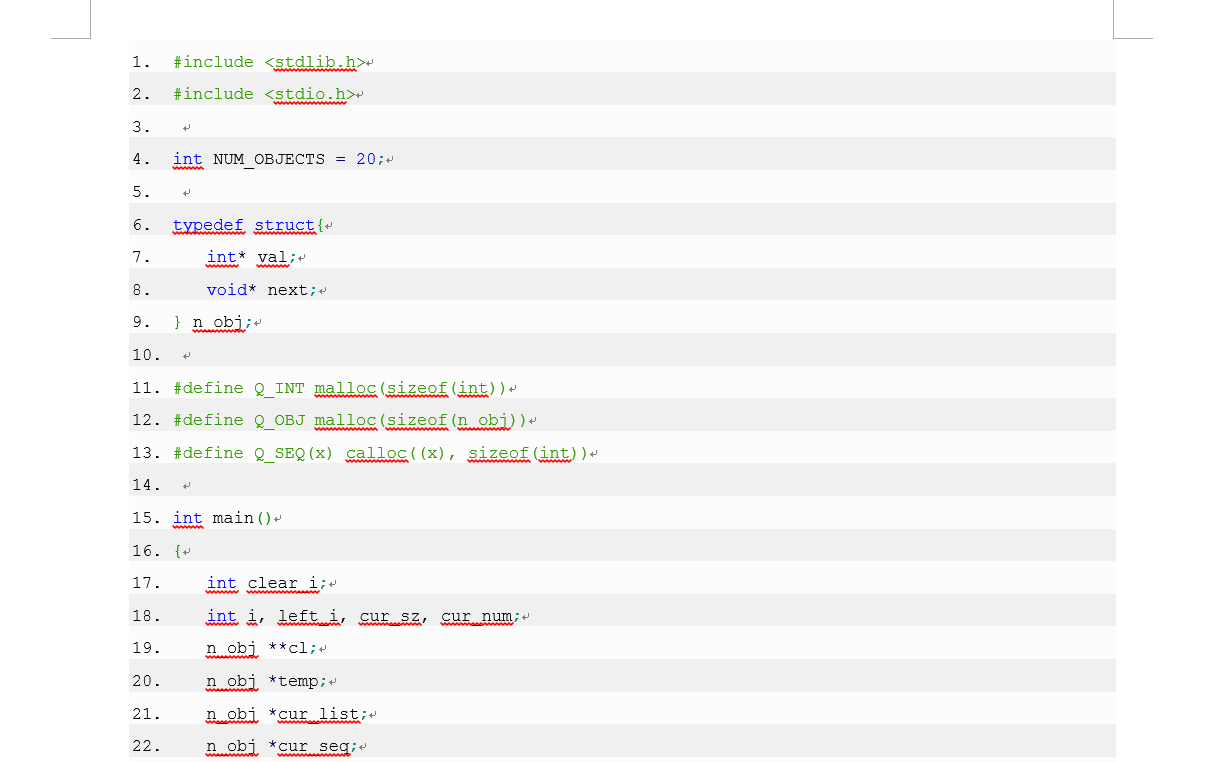 1. #include <stdlib.h>
2. #include <stdio.h>
3.
4. int NUM_OBJECTS = 20;
5.
6. typedef struct{
7. int* val;
8. void* next;
9. } n_obj;
10.
11. #define Q_INT malloc(sizeof(int))
12. #define Q_OBJ malloc(sizeof(n_obj))
13. #define Q_SEQ(x) calloc((x), sizeof(int))
14.
15. int main()
16. {
17. int clear_i;
18. int i, left_i, cur_sz, cur_num;
19. n_obj **cl;
20. n_obj *temp;
21. n_obj *cur_list;
22. n_obj *cur_seq;